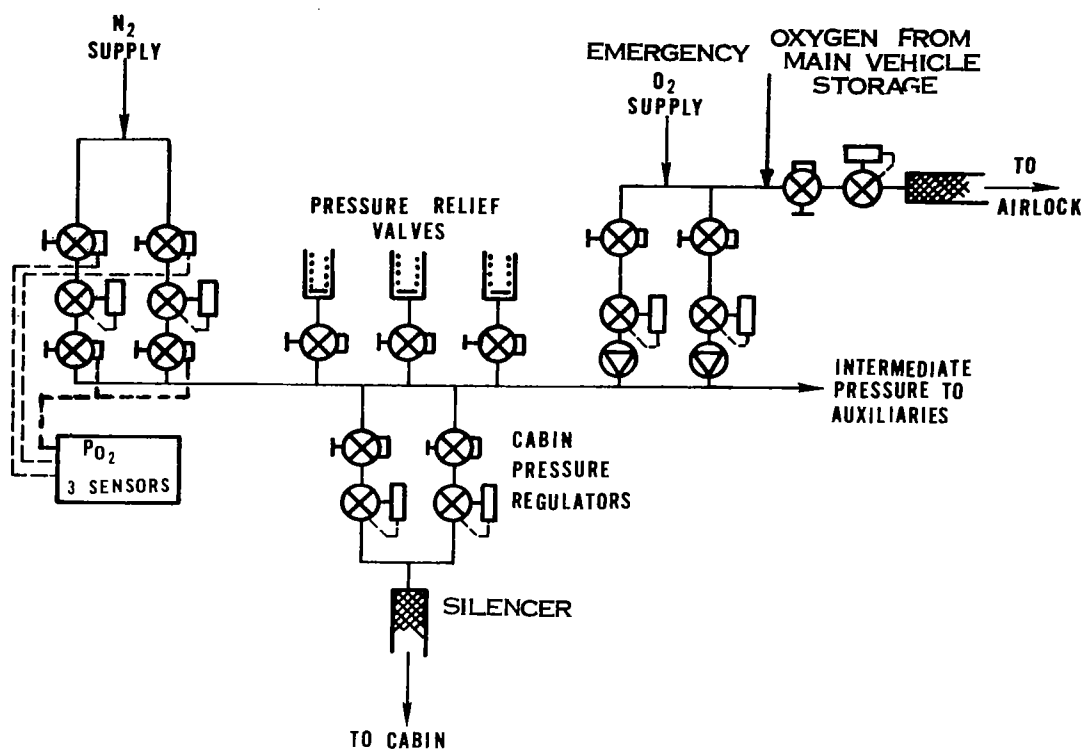 N2
SUPPLY
EMERGENCY
O2
SUPPLY
OXYGEN FROM
MAIN VEHICLE
STORAGE
TO
AIRLOCK
PRESSURE RELIEF
VALVES
INTERMEDIATE
PRESSURE TO
AUXILIARIES
PO2
3 SENSORS
CABIN
PRESSURE
REGULATORS
SILENCER
TO CABIN